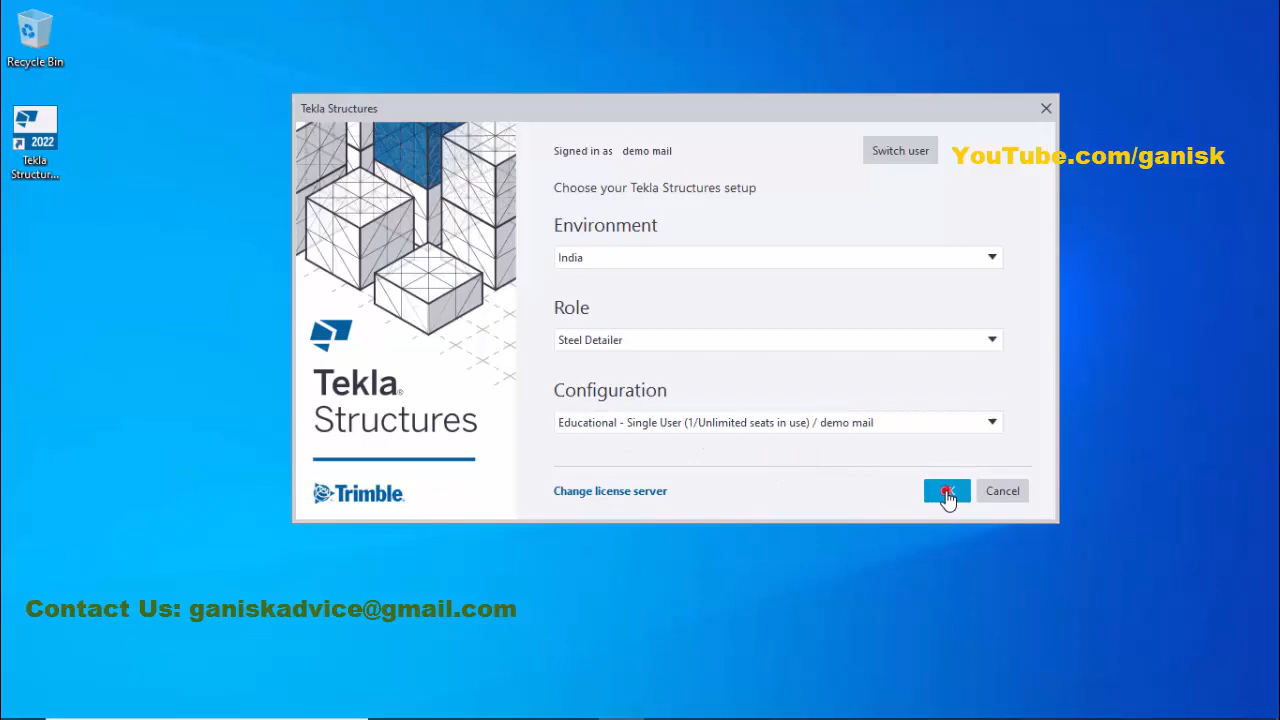 Recycle Bin
2022
Tekla
Structur...
Tekla Structures
Signed in as demo mail
Switch user
YouTube.com/ganisk
Choose your Tekla Structures setup
Environment
India
Role
Steel Detailer
Configuration
Educational - Single User (1/Unlimited seats in use) / demo mail
Tekla®
Structures
Trimble.
Change license server
Cancel
Contact Us: ganiskadvice@gmail.com